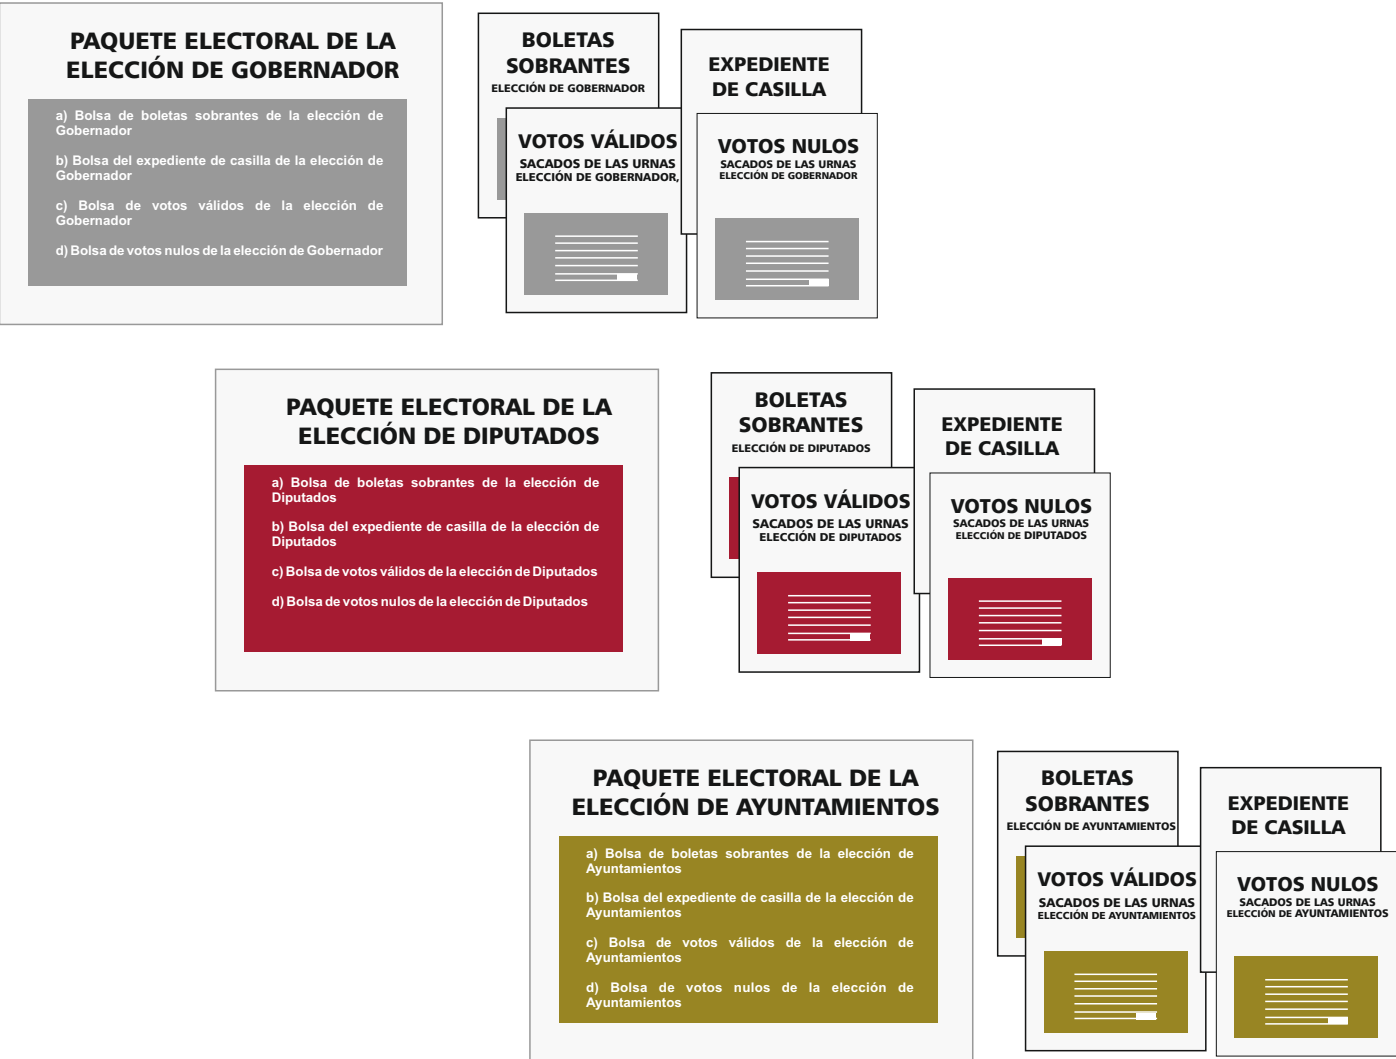 PAQUETE ELECTORAL DE LA
ELECCIÓN DE GOBERNADOR
a) Bolsa de boletas sobrantes de la elección de
Gobernador
b) Bolsa del expediente de casilla de la elección de
Gobernador
c) Bolsa de votos válidos de la elección de
Gobernador
d) Bolsa de votos nulos de la elección de Gobernador
BOLETAS
SOBRANTES
ELECCIÓN DE GOBERNADOR
EXPEDIENTE
DE CASILLA
VOTOS VÁLIDOS
SACADOS DE LAS URNAS
ELECCIÓN DE GOBERNADOR,
VOTOS NULOS
SACADOS DE LAS URNAS
ELECCIÓN DE GOBERNADOR
PAQUETE ELECTORAL DE LA
ELECCIÓN DE DIPUTADOS
a) Bolsa de boletas sobrantes de la elección de
Diputados
b) Bolsa del expediente de casilla de la elección de
Diputados
c) Bolsa de votos válidos de la elección de Diputados
d) Bolsa de votos nulos de la elección de Diputados
BOLETAS
SOBRANTES
ELECCIÓN DE DIPUTADOS
EXPEDIENTE
DE CASILLA
VOTOS VÁLIDOS
SACADOS DE LAS URNAS
ELECCIÓN DE DIPUTADOS
VOTOS NULOS
SACADOS DE LAS URNAS
ELECCIÓN DE DIPUTADOS
PAQUETE ELECTORAL DE LA
ELECCIÓN DE AYUNTAMIENTOS
a) Bolsa de boletas sobrantes de la elección de
Ayuntamientos
b) Bolsa del expediente de casilla de la elección de
Ayuntamientos
c) Bolsa de votos válidos de la elección de
Ayuntamientos
d) Bolsa de votos nulos de la elección de
Ayuntamientos
BOLETAS
SOBRANTES
ELECCIÓN DE AYUNTAMIENTOS
EXPEDIENTE
DE CASILLA
VOTOS VÁLIDOS
SACADOS DE LAS URNAS
ELECCIÓN DE AYUNTAMIENTOS
VOTOS NULOS
SACADOS DE LAS URNAS
ELECCIÓN DE AYUNTAMIENTOS